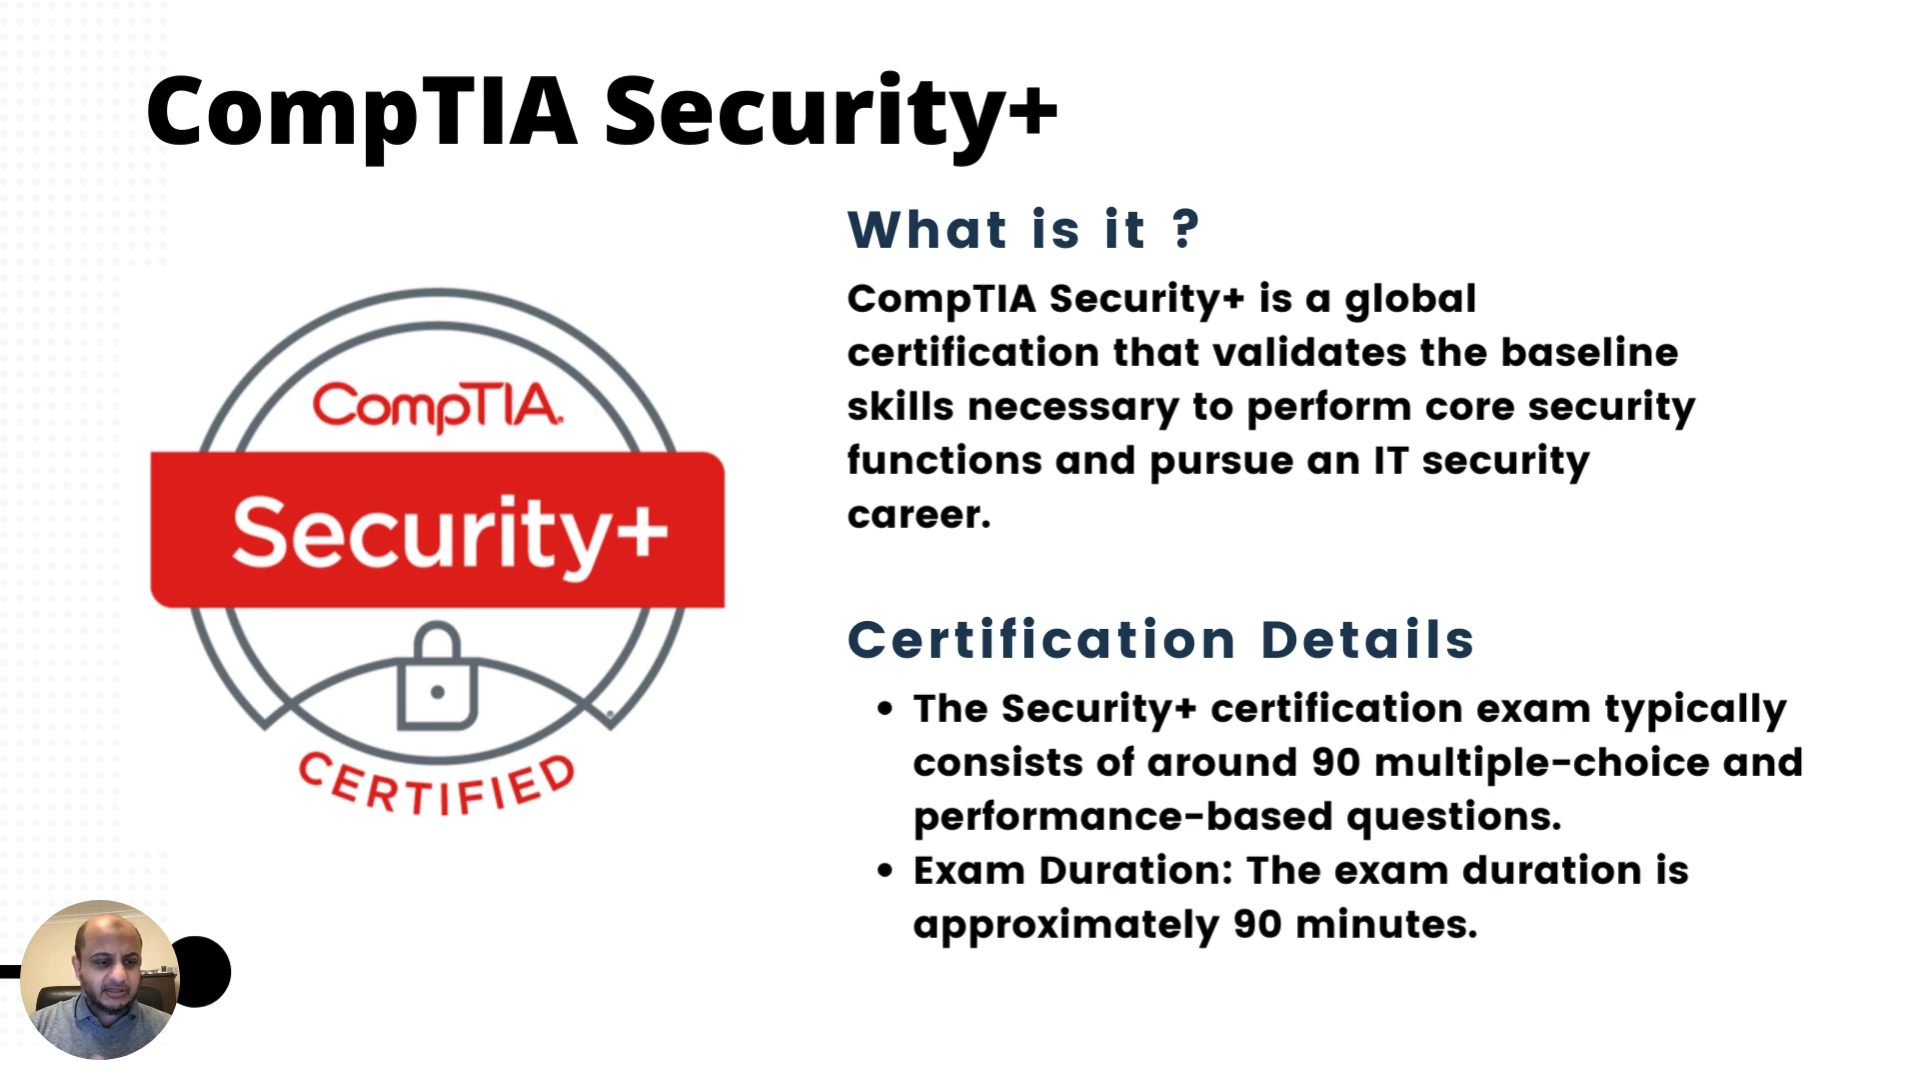 CompTIA Security+
CompTIA.
Security+
CERTIFIED
What is it ?
CompTIA Security+ is a global
certification that validates the baseline
skills necessary to perform core security
functions and pursue an IT security
career.
Certification Details
• The Security+ certification exam typically
consists of around 90 multiple-choice and
performance-based questions.
• Exam Duration: The exam duration is
approximately 90 minutes.